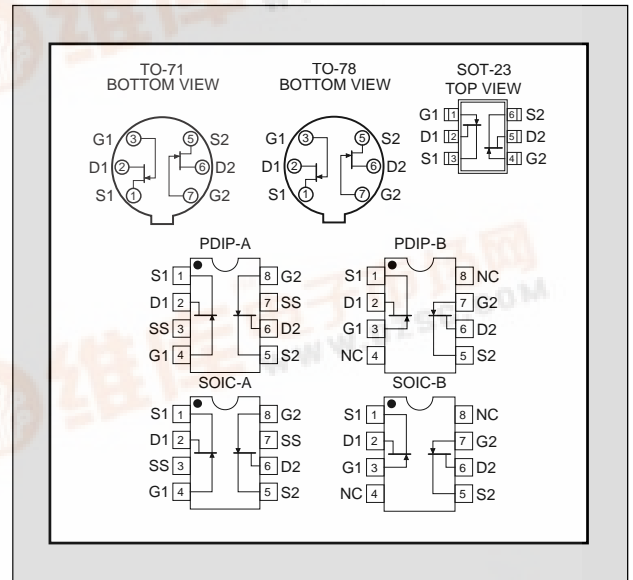 TO-71
BOTTOM VIEW
G1 3 5 S2
D1 2 6 D2
S1 1 7 G2
TO-78
BOTTOM VIEW
G1 3 5 S2
D1 2 6 D2
S1 1 7 G2
SOT-23
TOP VIEW
G1 1 6 S2
D1 2 5 D2
S1 3 4 G2
PDIP-A
S1 1 8 G2
D1 2 7 SS
SS 3 6 D2
G1 4 5 S2
PDIP-B
S1 1 8 NC
D1 2 7 G2
G1 3 6 D2
NC 4 5 S2
SOIC-A
S1 1 8 G2
D1 2 7 SS
SS 3 6 D2
G1 4 5 S2
SOIC-B
S1 1 8 NC
D1 2 7 G2
G1 3 6 D2
NC 4 5 S2